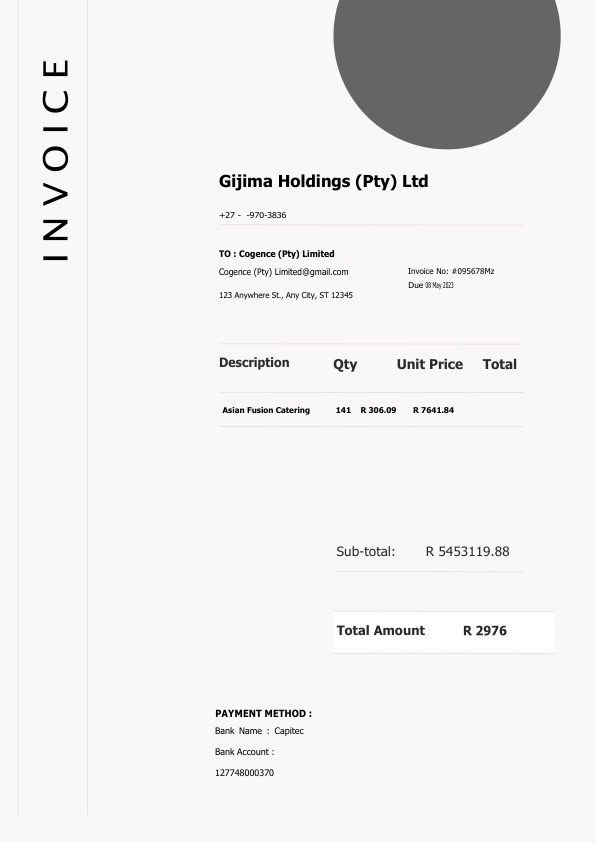 INVOICE
Gijima Holdings (Pty) Ltd
+27 - -970-3836
TO : Cogence (Pty) Limited
Cogence (Pty) Limited@gmail.com
Invoice No: #095678Mz
Due 08 May 2023
123 Anywhere St., Any City, ST 12345
Description Qty Unit Price Total
Asian Fusion Catering 141 R 306.09 R 7641.84
Sub-total: R 5453119.88
Total Amount R 2976
PAYMENT METHOD :
Bank Name : Capitec
Bank Account :
127748000370